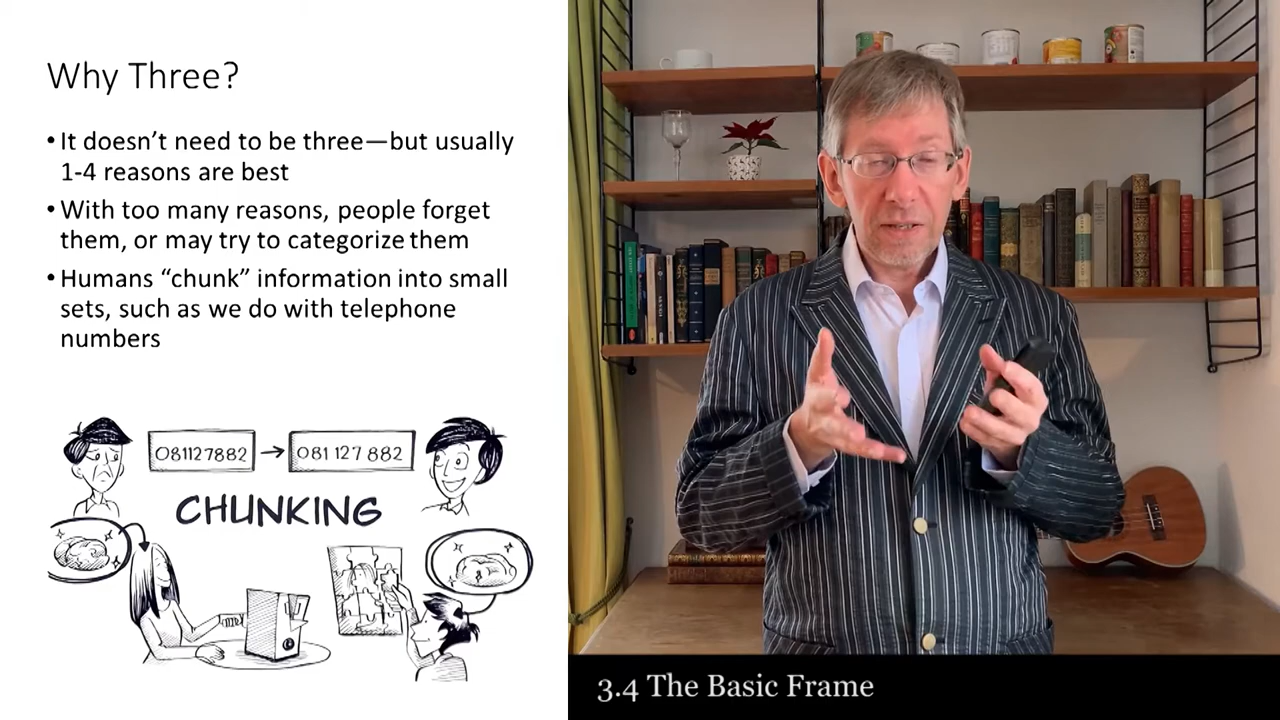 Why Three?
• It doesn’t need to be three—but usually
1-4 reasons are best
• With too many reasons, people forget
them, or may try to categorize them
• Humans “chunk” information into small
sets, such as we do with telephone
numbers
081127882 → 081 127 882
CHUNKING
3.4 The Basic Frame